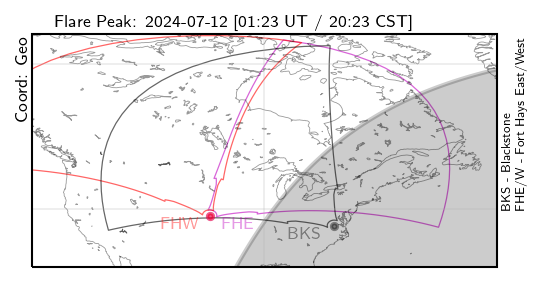 Flare Peak: 2024-07-12 [01:23 UT / 20:23 CST]
Coord: Geo
FHW
FHE
BKS
BKS - Blackstone
FHE/W - Fort Hays East/West